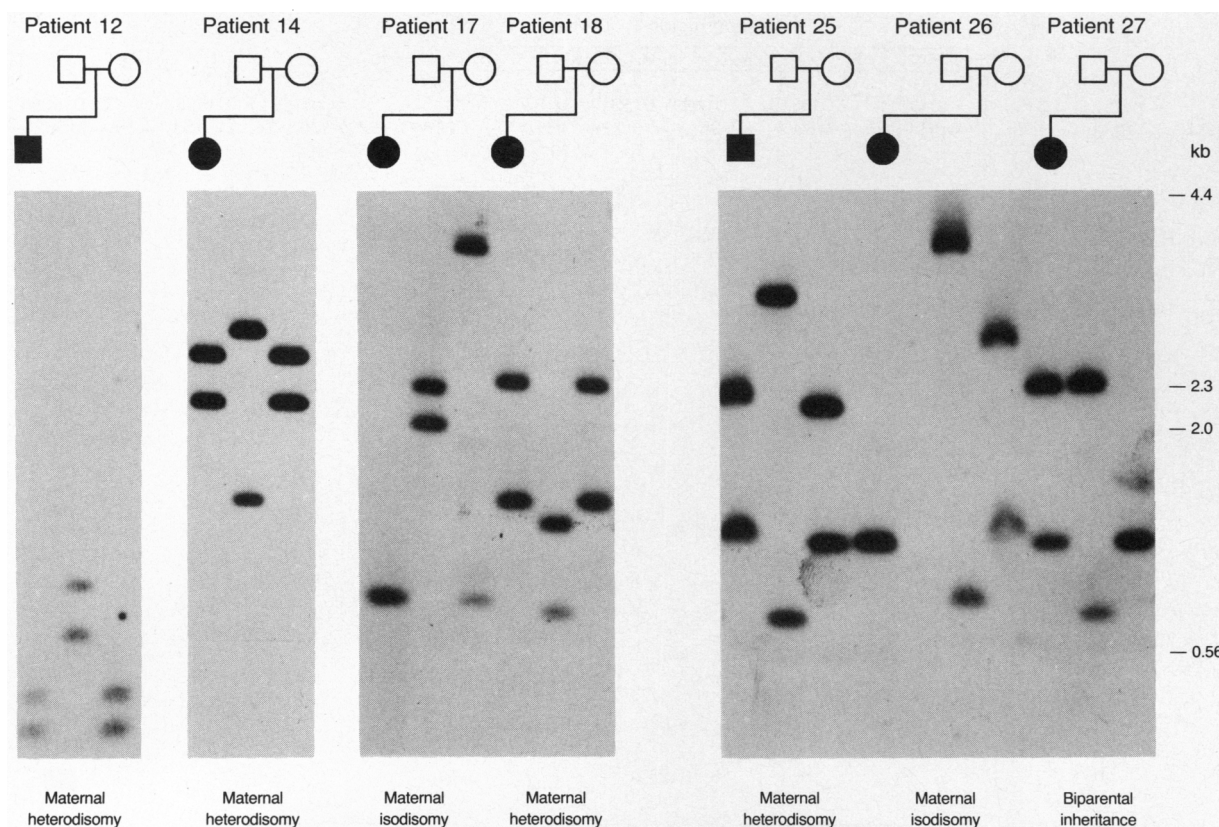 Patient 12 Patient 14 Patient 17 Patient 18 Patient 25 Patient 26 Patient 27
kb
4.4
2.3
2.0
0.56
Maternal heterodisomy
Maternal heterodisomy
Maternal isodisomy
Maternal heterodisomy
Maternal heterodisomy
Maternal isodisomy
Biparental inheritance